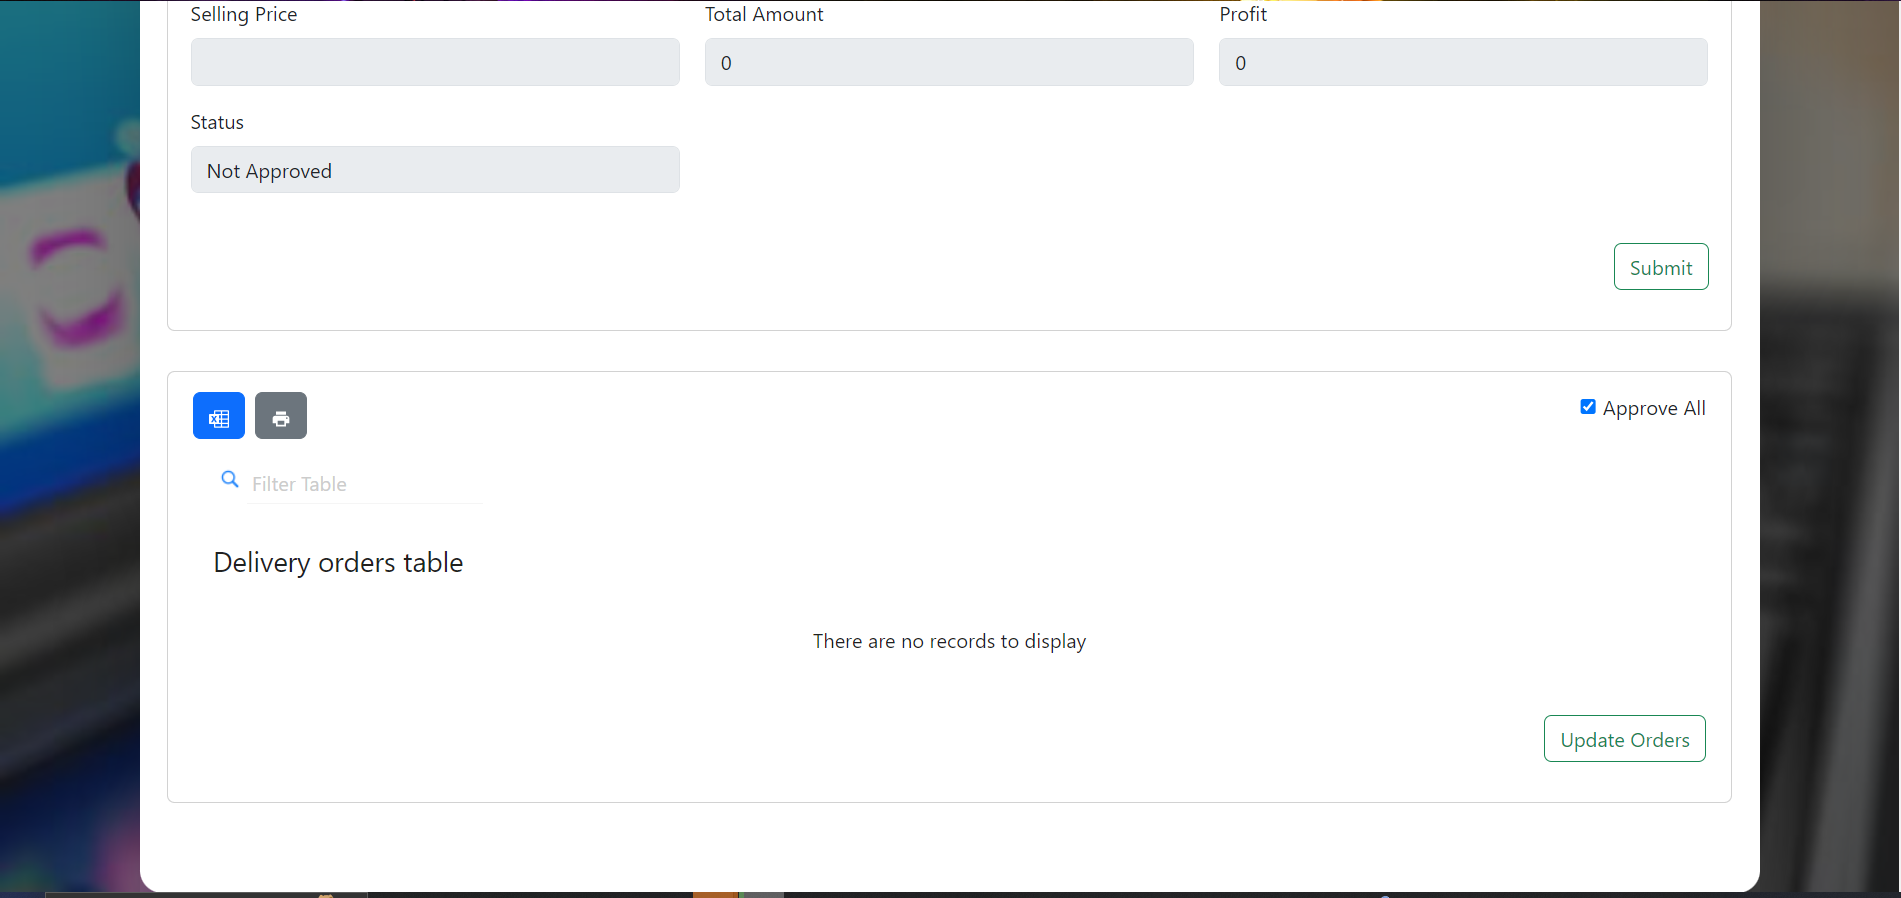 Selling Price Total Amount Profit
0 0
Status
Not Approved
Submit
Approve All
Filter Table
Delivery orders table
There are no records to display
Update Orders